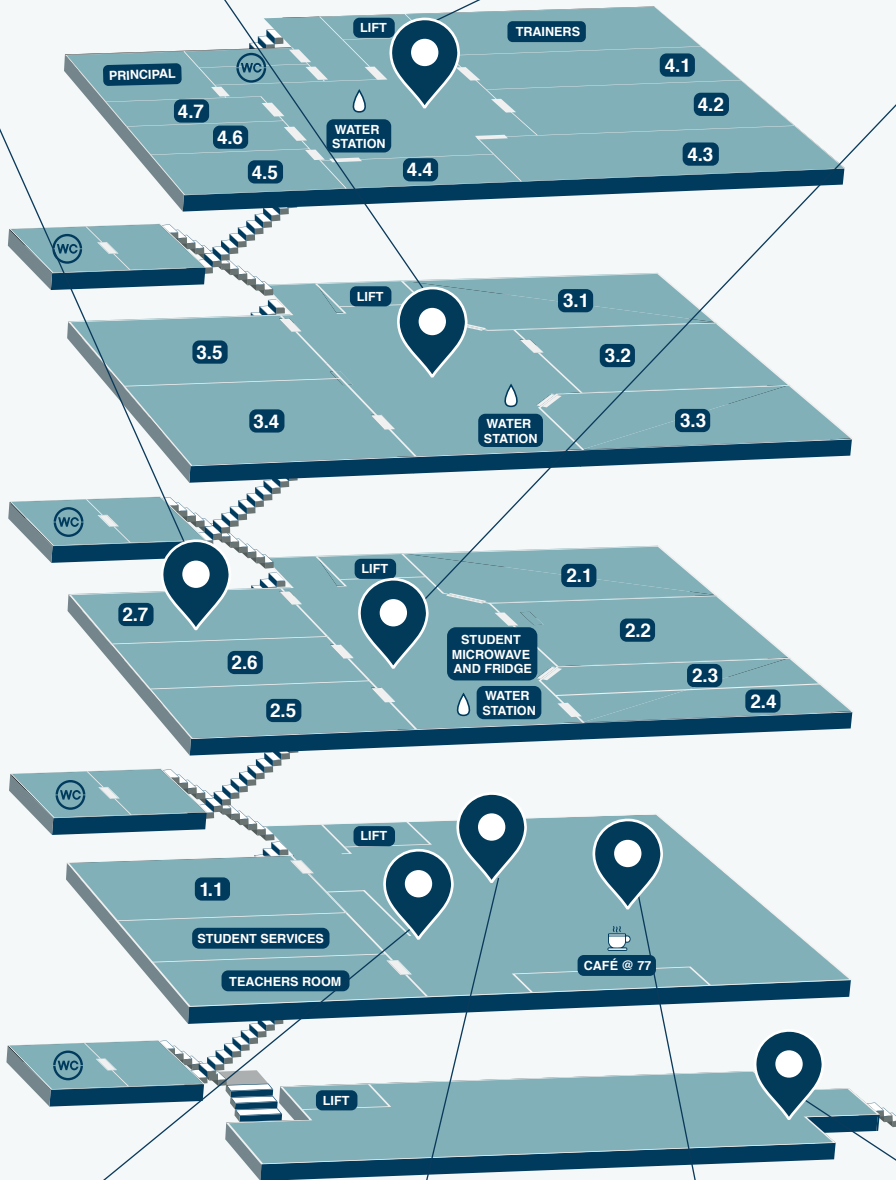 LIFT
TRAINERS
PRINCIPAL
WC
4.1
4.7
4.2
4.6
WATER
STATION
4.3
4.5
4.4
WC
LIFT
3.1
3.5
3.2
3.4
WATER
STATION
3.3
WC
LIFT
2.1
2.7
2.2
STUDENT
MICROWAVE
AND FRIDGE
2.6
2.3
2.5
WATER
STATION
2.4
WC
LIFT
1.1
STUDENT SERVICES
CAFÉ @ 77
TEACHERS ROOM
WC
LIFT